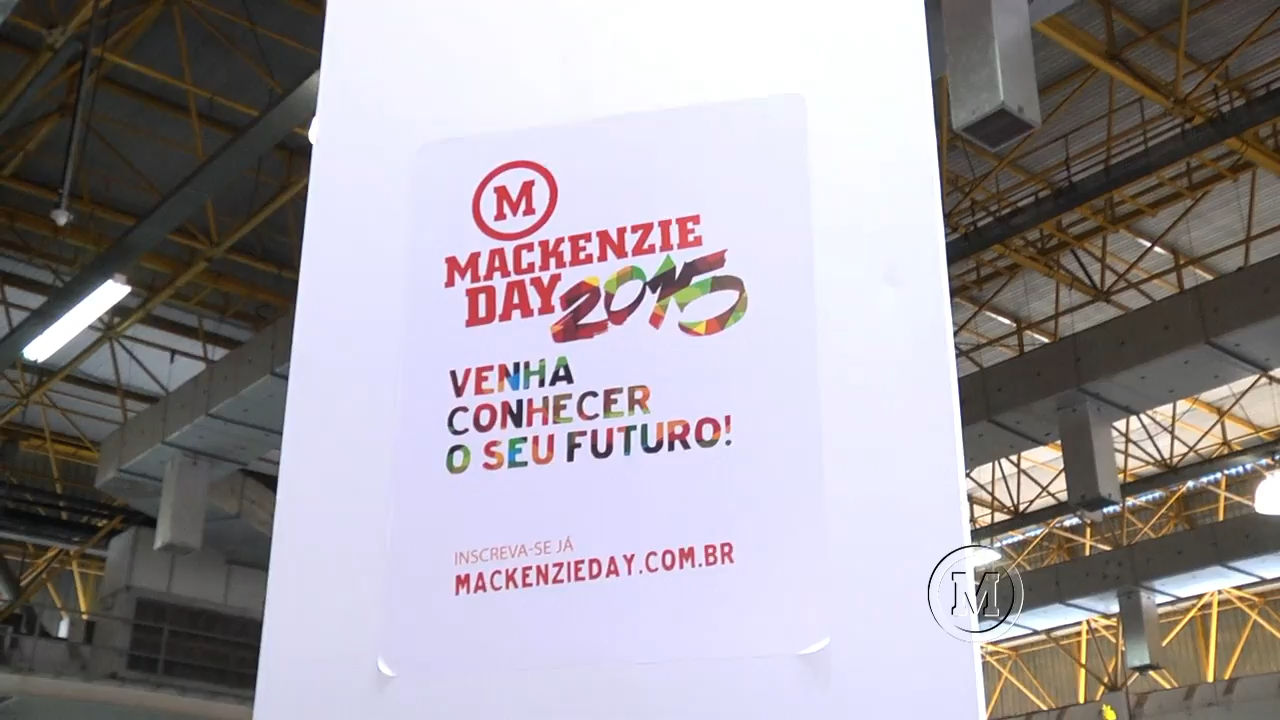 M
MACKENZIE
DAY 2015
VENHA
CONHECER
O SEU FUTURO!
INSCREVA-SE JÁ
MACKENZIEDAY.COM.BR
M